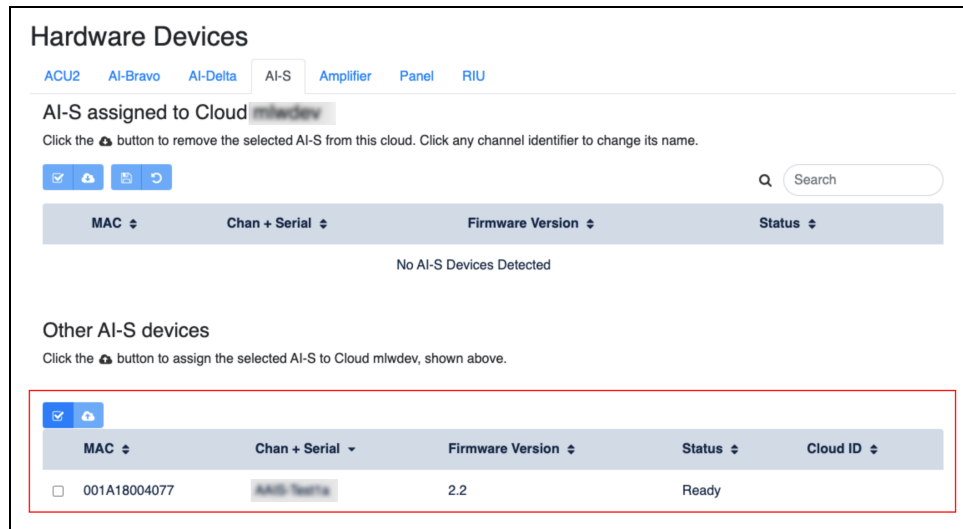 Hardware Devices
ACU2 AI-Bravo AI-Delta AI-S Amplifier Panel RIU
AI-S assigned to Cloud
Click the button to remove the selected AI-S from this cloud. Click any channel identifier to change its name.
Search
MAC Chan + Serial Firmware Version Status
No AI-S Devices Detected
Other AI-S devices
Click the button to assign the selected AI-S to Cloud mlwdev, shown above.
MAC Chan + Serial Firmware Version Status Cloud ID
001A18004077 2.2 Ready